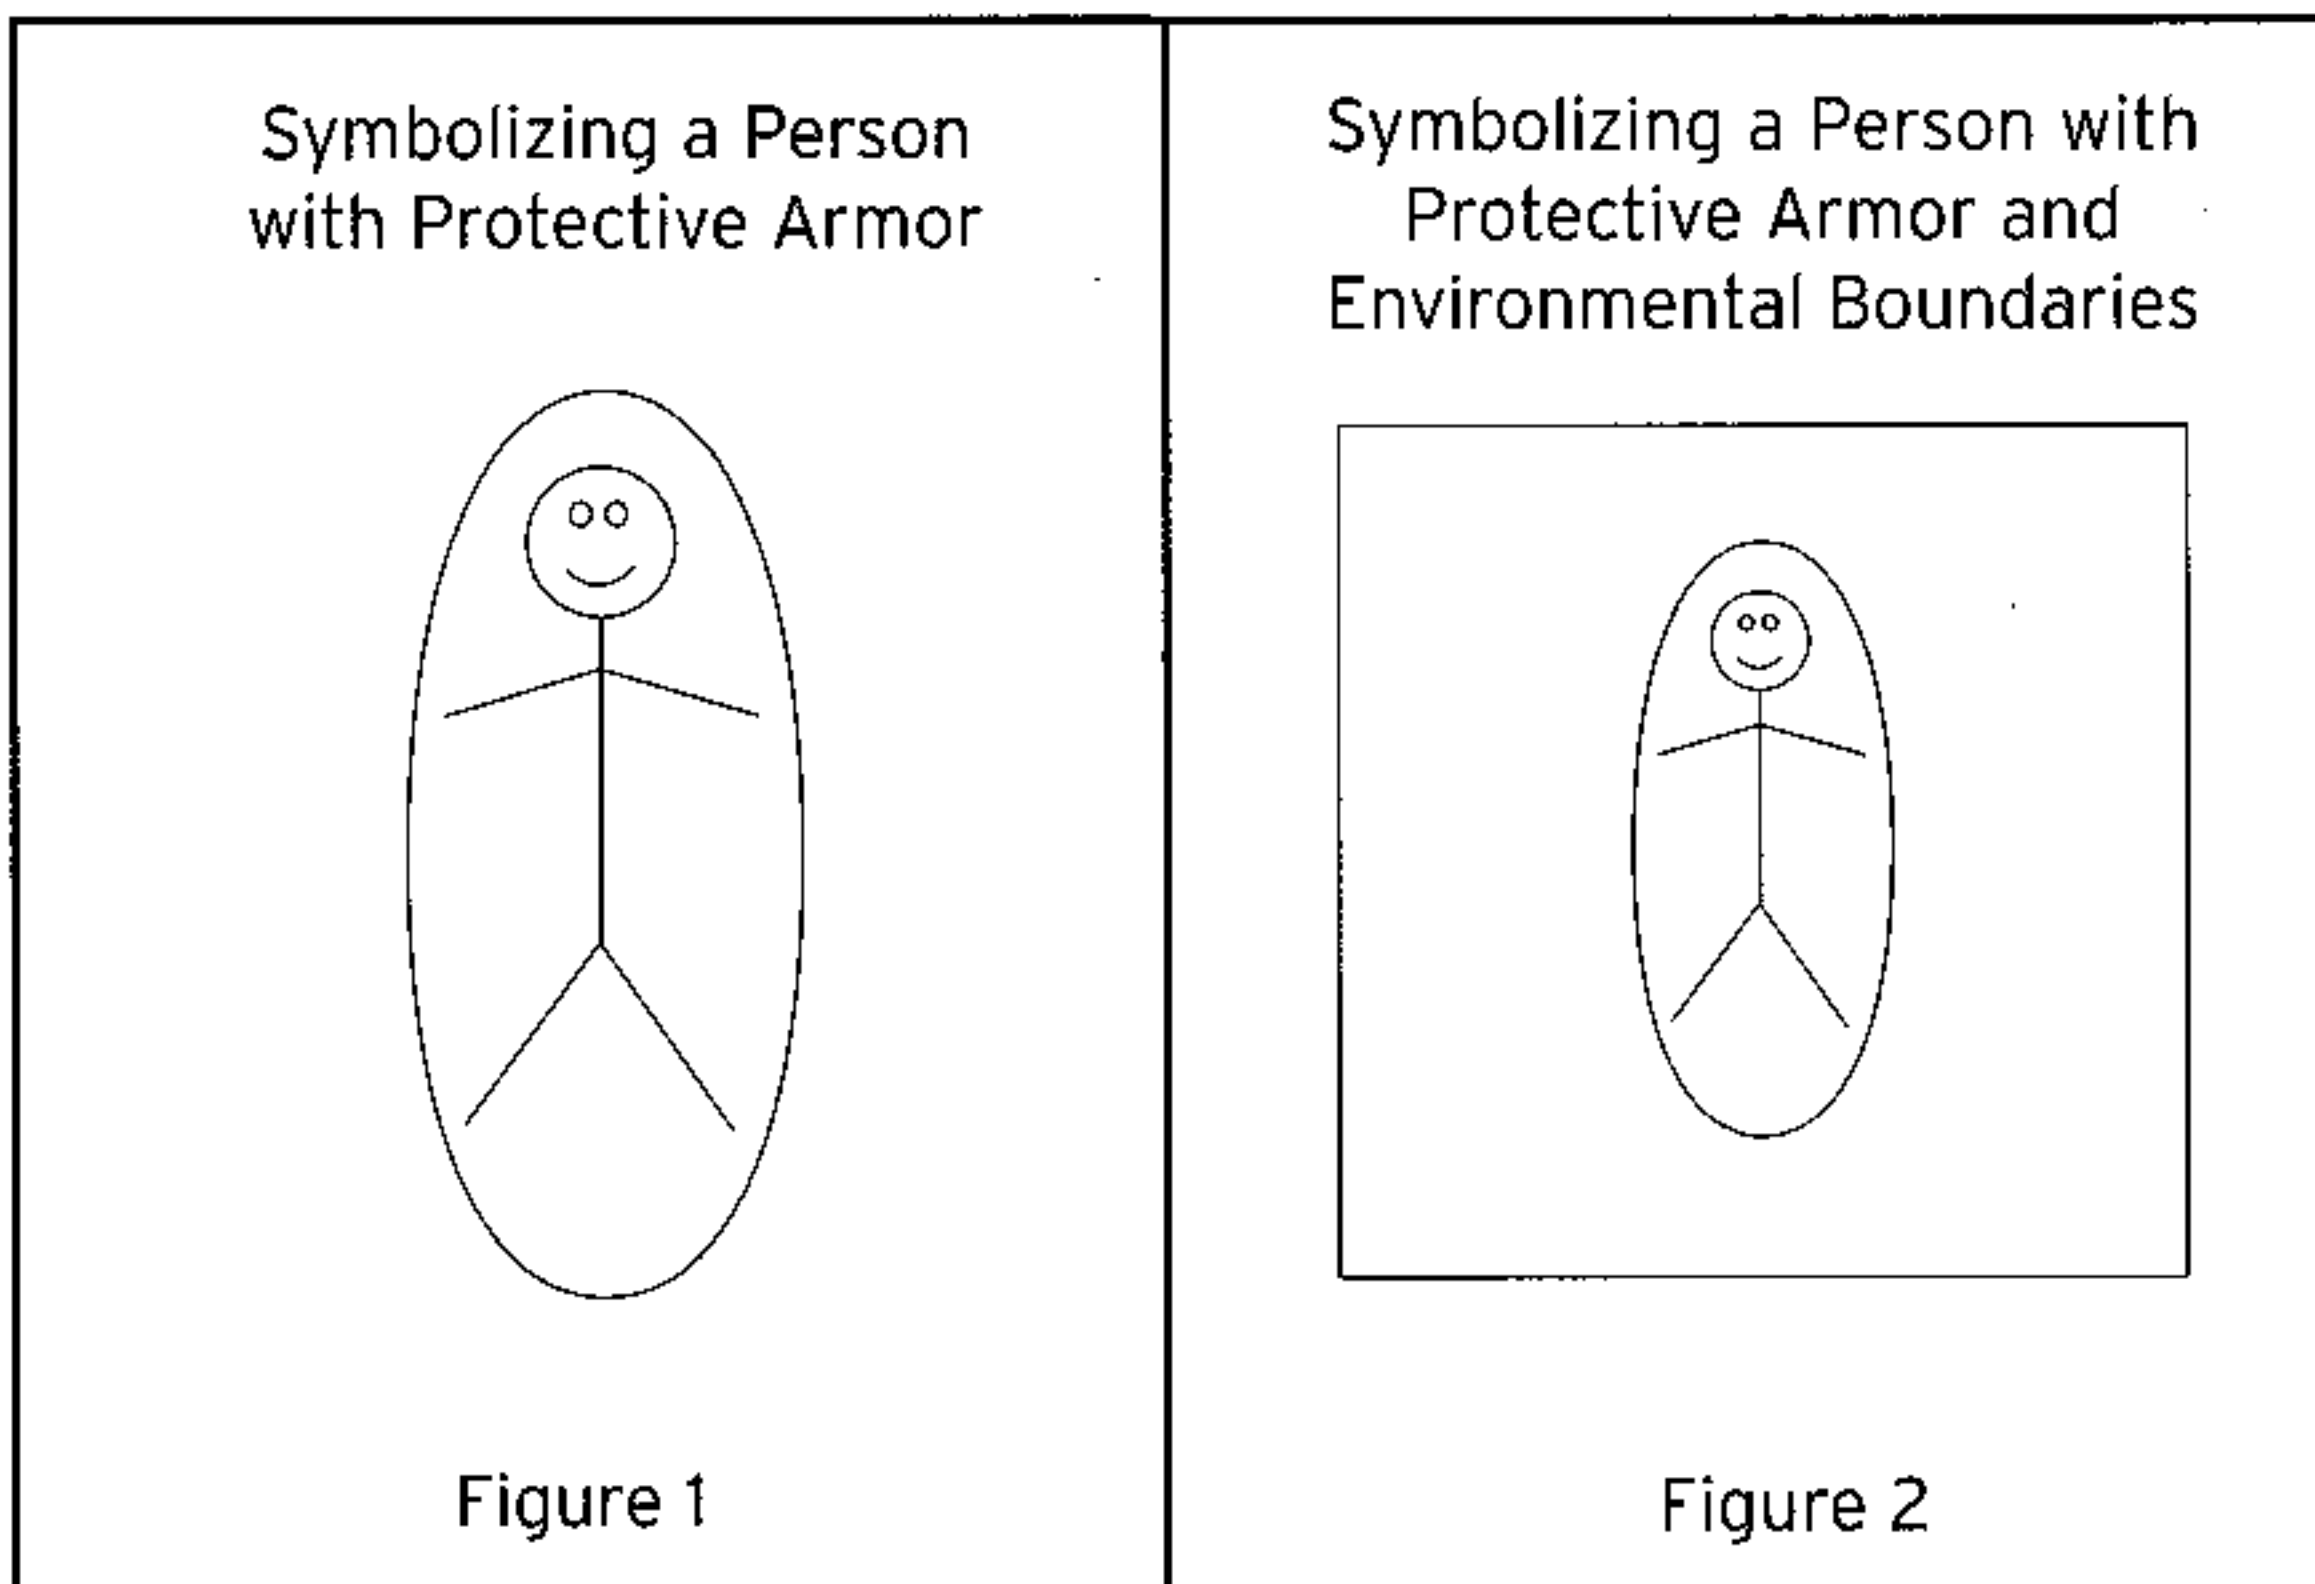 Symbolizing a Person
with Protective Armor
Figure 1
Symbolizing a Person with
Protective Armor and
Environmental Boundaries
Figure 2